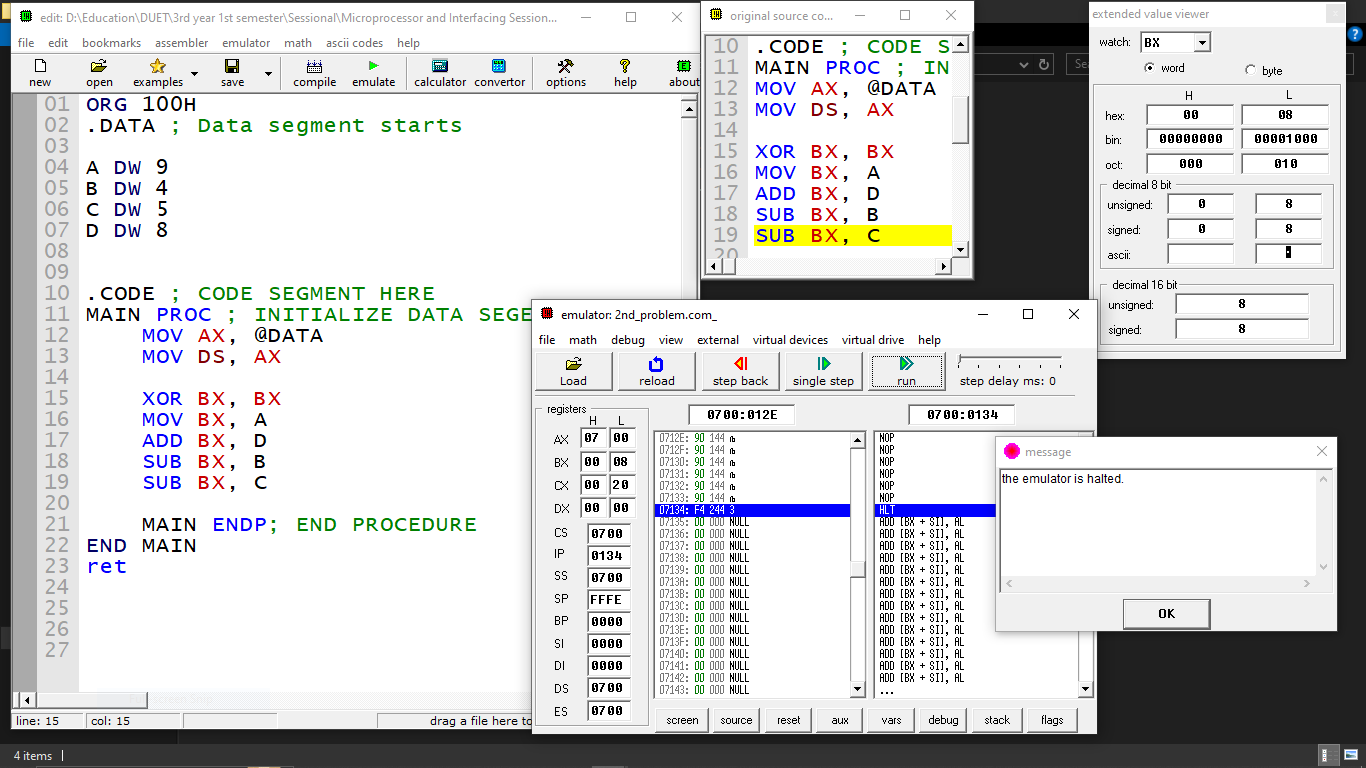 edit: D:\Education\DUET\3rd year 1st semester\Sessional\Microprocessor and Interfacing Session...
file edit bookmarks assembler emulator math ascii codes help
new open examples save compile emulate calculator convertor options help about
01 ORG 100H
02 .DATA ; Data segment starts
03
04 A DW 9
05 B DW 4
06 C DW 5
07 D DW 8
08
09
10 .CODE ; CODE SEGMENT HERE
11 MAIN PROC ; INITIALIZE DATA SEGE
12 MOV AX, @DATA
13 MOV DS, AX
14
15 XOR BX, BX
16 MOV BX, A
17 ADD BX, D
18 SUB BX, B
19 SUB BX, C
20
21 MAIN ENDP; END PROCEDURE
22 END MAIN
23 ret
24
25
26
27
line: 15 col: 15 drag a file here to
4 items
original source co...
10 .CODE ; CODE S
11 MAIN PROC ; IN
12 MOV AX, @DATA
13 MOV DS, AX
14
15 XOR BX, BX
16 MOV BX, A
17 ADD BX, D
18 SUB BX, B
19 SUB BX, C
20
extended value viewer
watch: BX
word byte
H L
hex: 00 08
bin: 00000000 00001000
oct: 000 010
decimal 8 bit
unsigned: 0 8
signed: 0 8
ascii:
decimal 16 bit
unsigned: 8
signed: 8
emulator: 2nd_problem.com_
file math debug view external virtual devices virtual drive help
Load reload step back single step run step delay ms: 0
registers
H L
AX 07 00
BX 00 08
CX 00 20
DX 00 00
CS 0700
IP 0134
SS 0700
SP FFFE
BP 0000
SI 0000
DI 0000
DS 0700
ES 0700
0700:012E
0712E: 90 144
0712F: 90 144
07130: 90 144
07131: 90 144
07132: 90 144
07133: 90 144
07134: F4 244
07135: 00 000 NULL
07136: 00 000 NULL
07137: 00 000 NULL
07138: 00 000 NULL
07139: 00 000 NULL
0713A: 00 000 NULL
0713B: 00 000 NULL
0713C: 00 000 NULL
0713D: 00 000 NULL
0713E: 00 000 NULL
0713F: 00 000 NULL
07140: 00 000 NULL
07141: 00 000 NULL
07142: 00 000 NULL
07143: 00 000 NULL
0700:0134
NOP
NOP
NOP
NOP
NOP
NOP
HLT
ADD [BX + SI], AL
ADD [BX + SI], AL
ADD [BX + SI], AL
ADD [BX + SI], AL
ADD [BX + SI], AL
ADD [BX + SI], AL
ADD [BX + SI], AL
ADD [BX + SI], AL
ADD [BX + SI], AL
ADD [BX + SI], AL
ADD [BX + SI], AL
ADD [BX + SI], AL
ADD [BX + SI], AL
ADD [BX + SI], AL
...
screen source reset aux vars debug stack flags
message
the emulator is halted.
OK